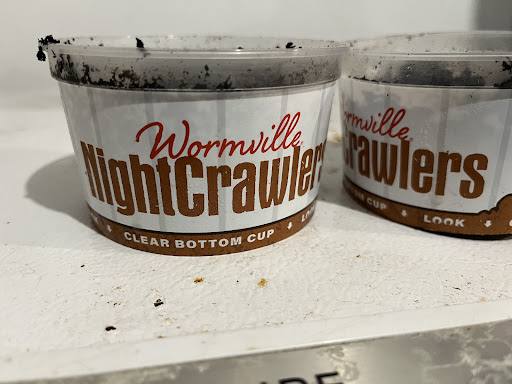 Wormville
NightCrawlers
CLEAR BOTTOM CUP
Wormville
Crawlers
CUP
LOOK